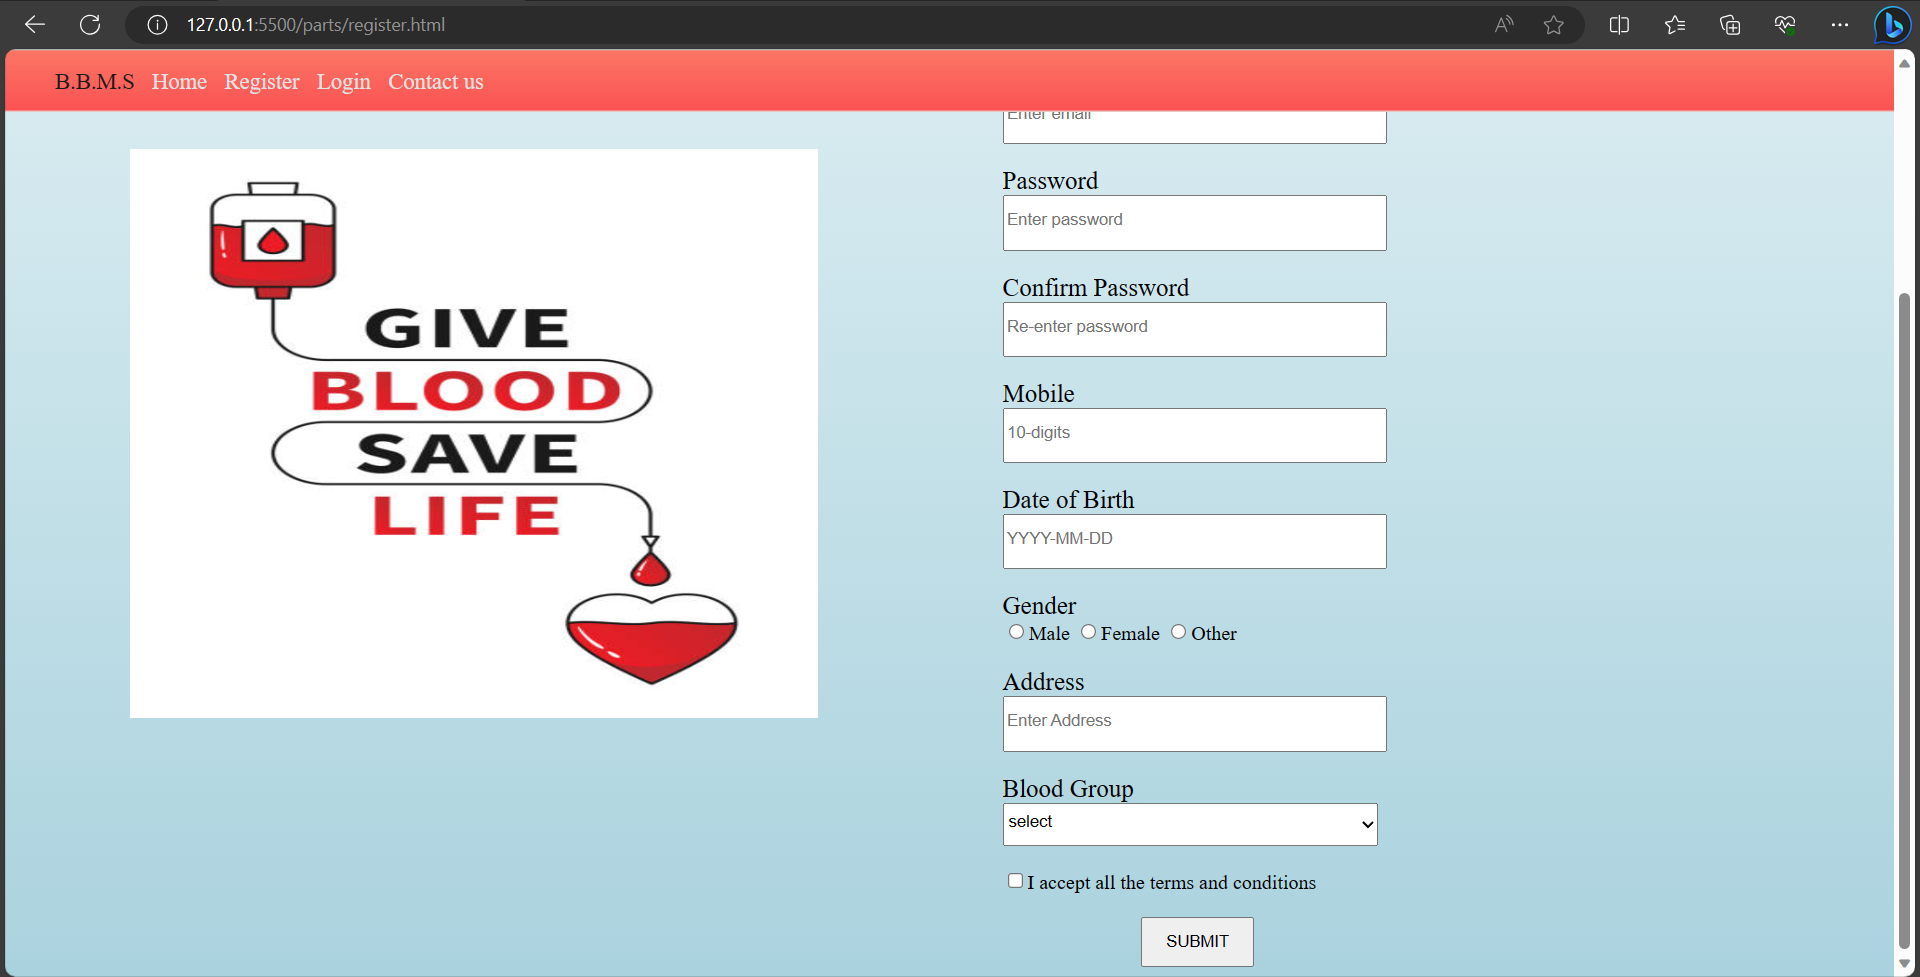 127.0.0.1:5500/parts/register.html
B.B.M.S Home Register Login Contact us
Enter email
Password
Enter password
Confirm Password
Re-enter password
Mobile
10-digits
Date of Birth
YYYY-MM-DD
Gender
Male Female Other
Address
Enter Address
Blood Group
select
I accept all the terms and conditions
SUBMIT
GIVE
BLOOD
SAVE
LIFE